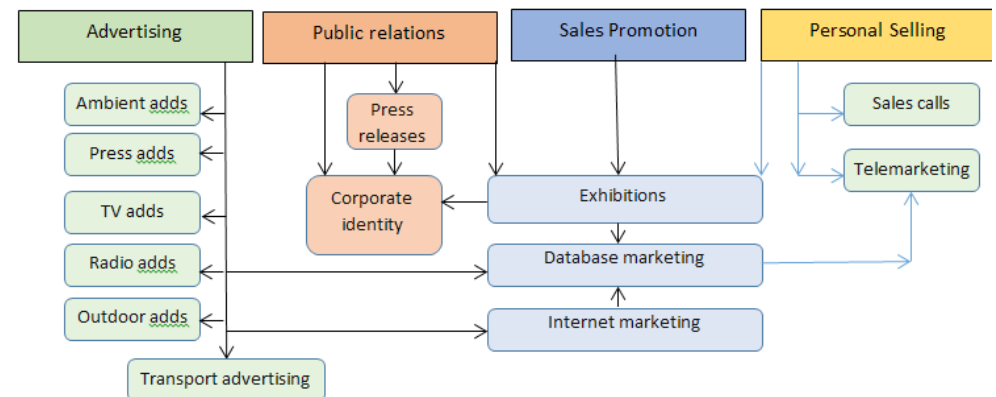 Advertising
Public relations
Sales Promotion
Personal Selling
Ambient adds
Press adds
TV adds
Radio adds
Outdoor adds
Transport advertising
Press
releases
Corporate
identity
Exhibitions
Database marketing
Internet marketing
Sales calls
Telemarketing